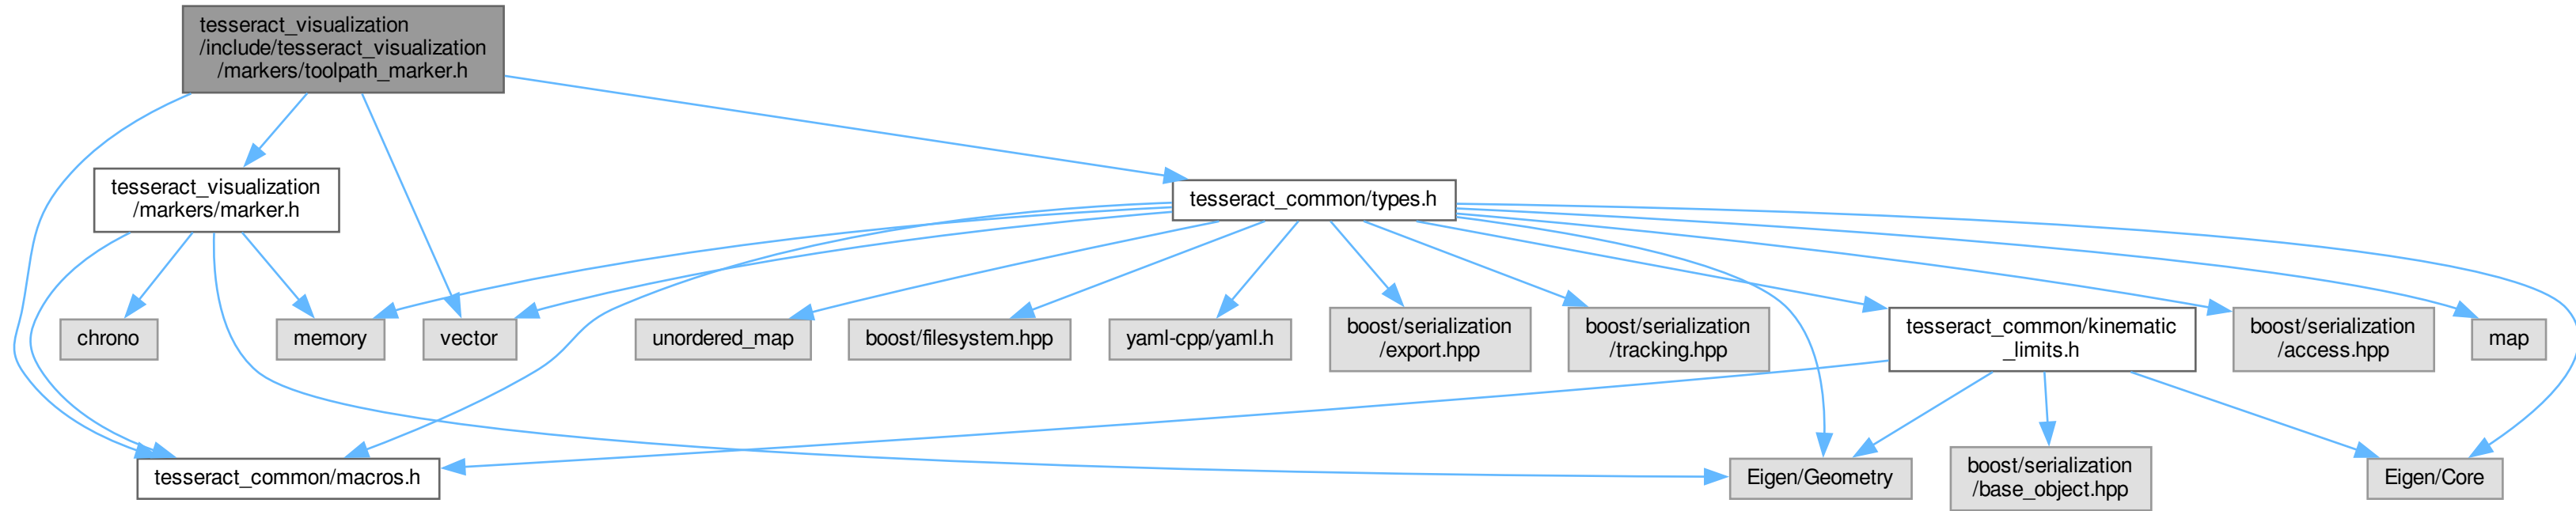 tesseract_visualization
/include/tesseract_visualization
/markers/toolpath_marker.h
tesseract_visualization
/markers/marker.h
tesseract_common/types.h
chrono
memory
vector
unordered_map
boost/filesystem.hpp
yaml-cpp/yaml.h
boost/serialization
/export.hpp
boost/serialization
/tracking.hpp
tesseract_common/kinematic
_limits.h
boost/serialization
/access.hpp
map
tesseract_common/macros.h
Eigen/Geometry
boost/serialization
/base_object.hpp
Eigen/Core